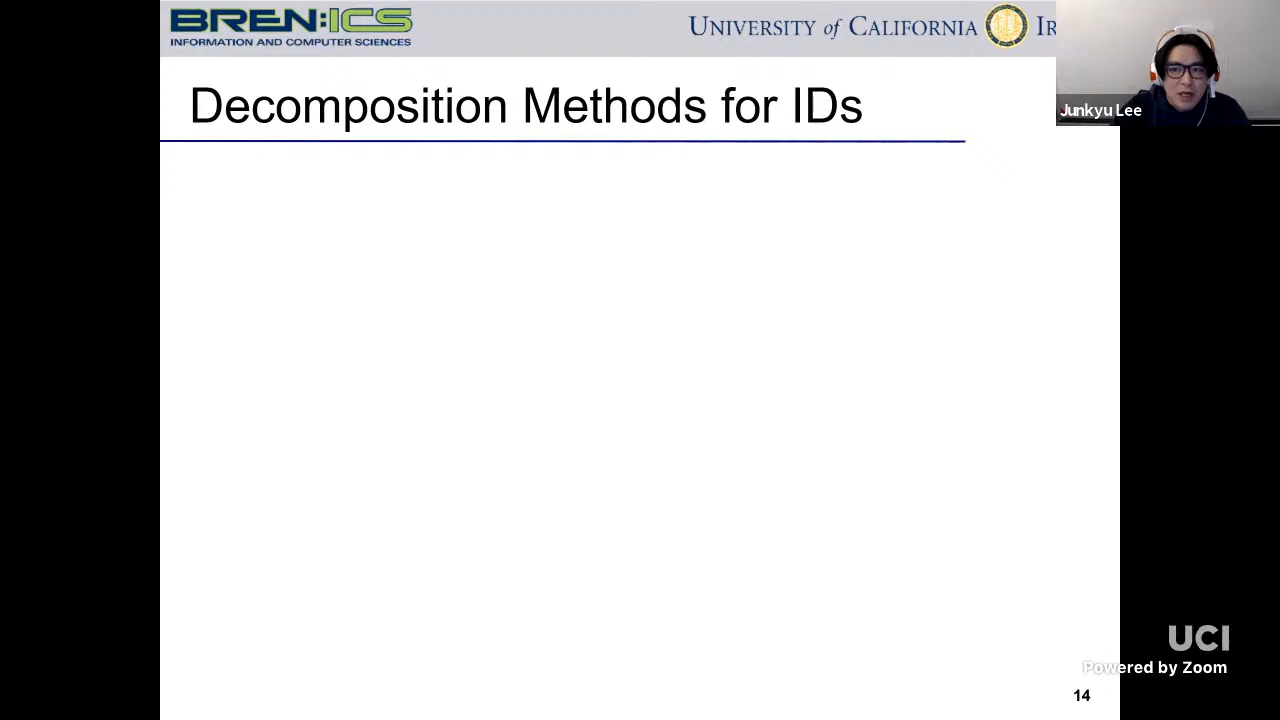 BREN:ICS
INFORMATION AND COMPUTER SCIENCES
UNIVERSITY of CALIFORNIA IR
Junkyu Lee
Decomposition Methods for IDs
UCI
Powered by Zoom
14